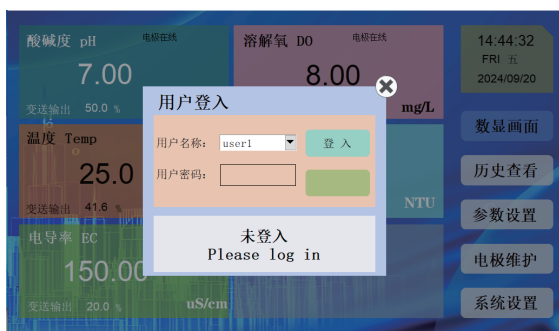 酸碱度 pH 电极在线
7.00
变送输出 50.0 %
溶解氧 DO 电极在线
8.00
mg/L
温度 Temp
25.0
变送输出 41.6 %
NTU
电导率 EC
150.00
uS/cm
变送输出 20.0 %
用户登入
用户名称: user1 登 入
用户密码:
未登入
Please log in
14:44:32
FRI 五
2024/09/20
数显画面
历史查看
参数设置
电极维护
系统设置